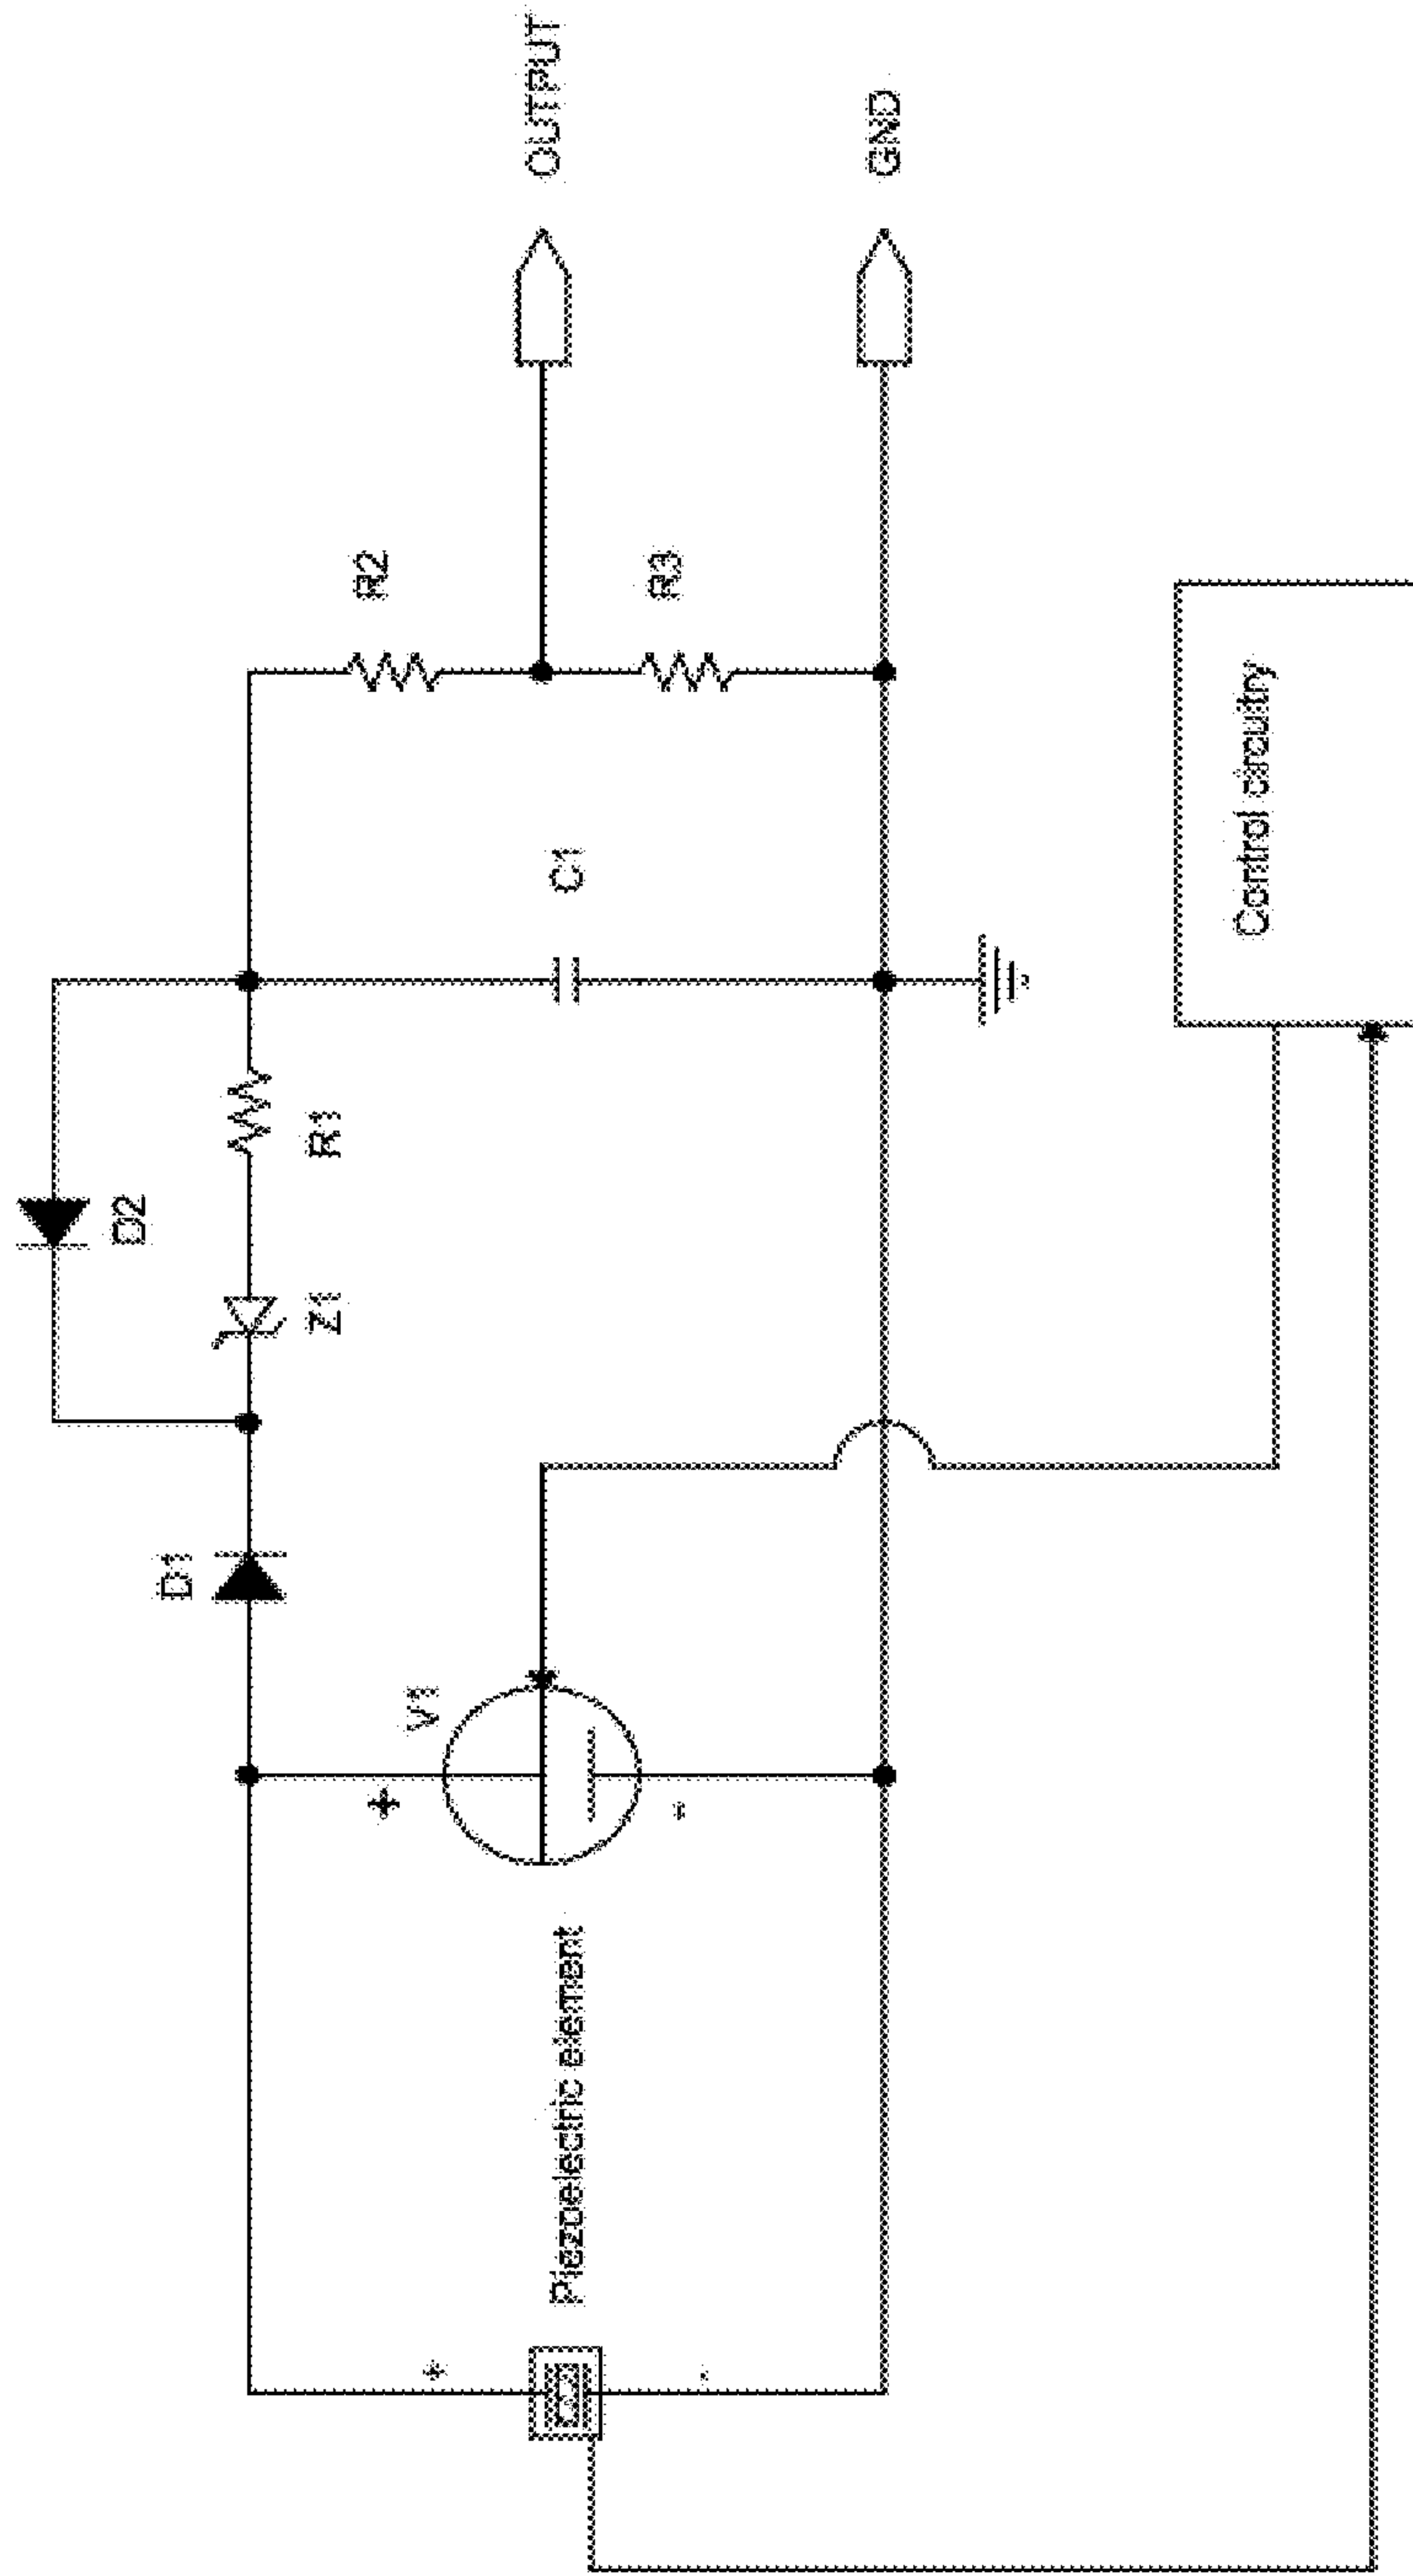 D2
D1
Z1
R1
R2
OUTPUT
V1
+
-
C1
R3
Piezoelectric element
+
-
GND
Control circuitry